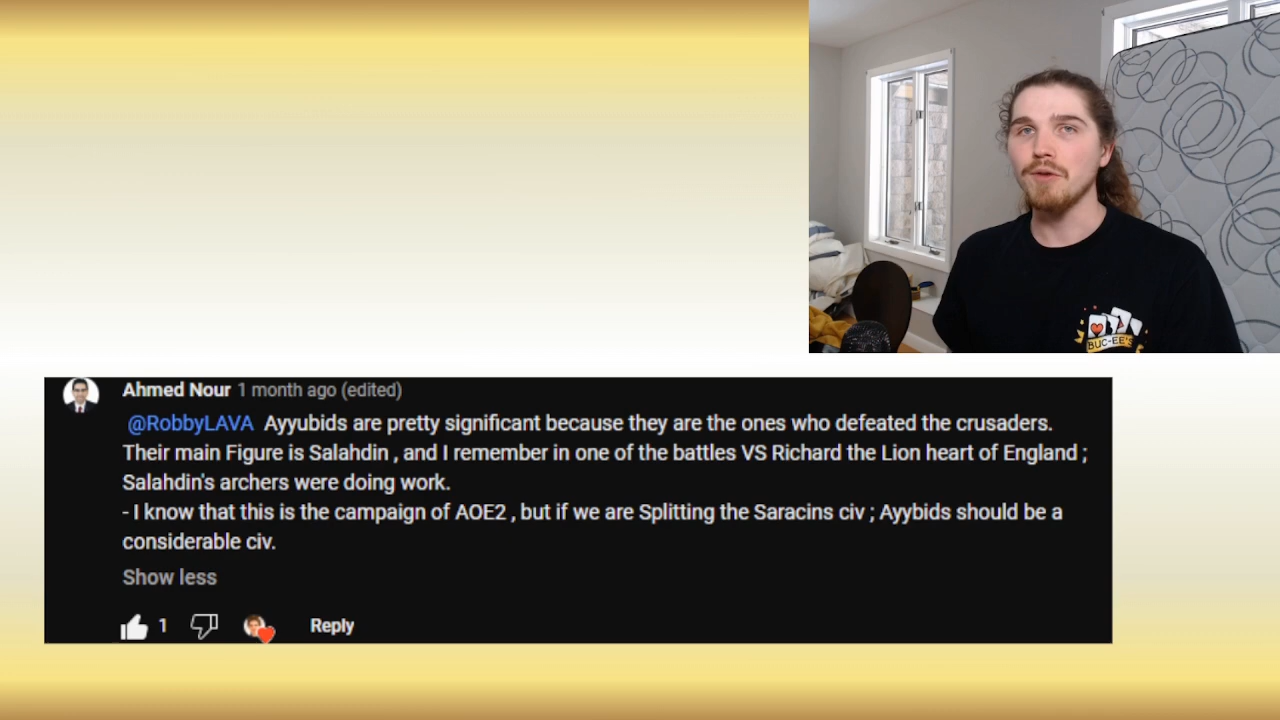 BUC-EE'S
Ahmed Nour 1 month ago (edited)
@RobbyLAVA Ayyubids are pretty significant because they are the ones who defeated the crusaders.
Their main Figure is Salahdin , and I remember in one of the battles VS Richard the Lion heart of England ;
Salahdin's archers were doing work.
- I know that this is the campaign of AOE2 , but if we are Splitting the Saracins civ ; Ayybids should be a
considerable civ.
Show less
1 Reply